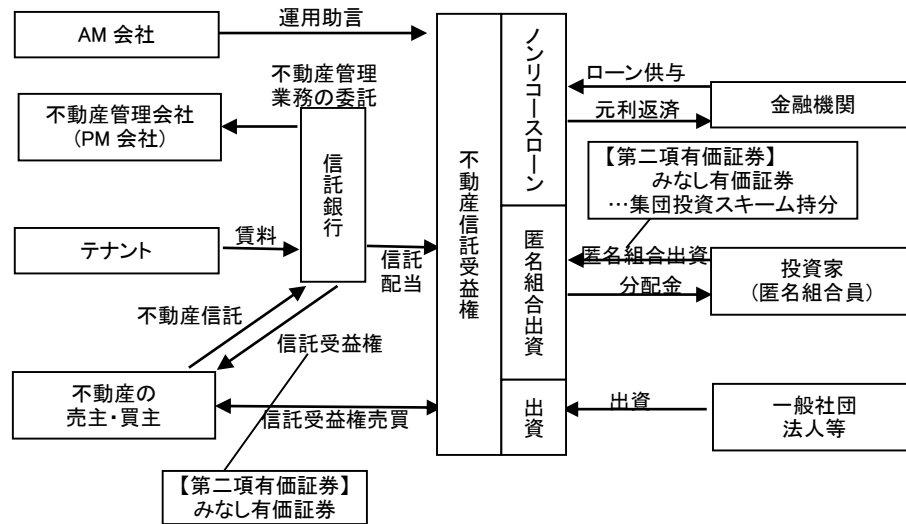 AM 会社
運用助言
不動産管理
業務の委託
不動産管理会社
(PM 会社)
信託銀行
テナント
賃料
信託
配当
不動産信託
信託受益権
不動産の
売主・買主
信託受益権売買
【第二項有価証券】
みなし有価証券
不動産信託受益権
ノンリコースローン
匿名組合出資
出資
ローン供与
元利返済
金融機関
【第二項有価証券】
みなし有価証券
…集団投資スキーム持分
匿名組合出資
分配金
投資家
(匿名組合員)
出資
一般社団
法人等